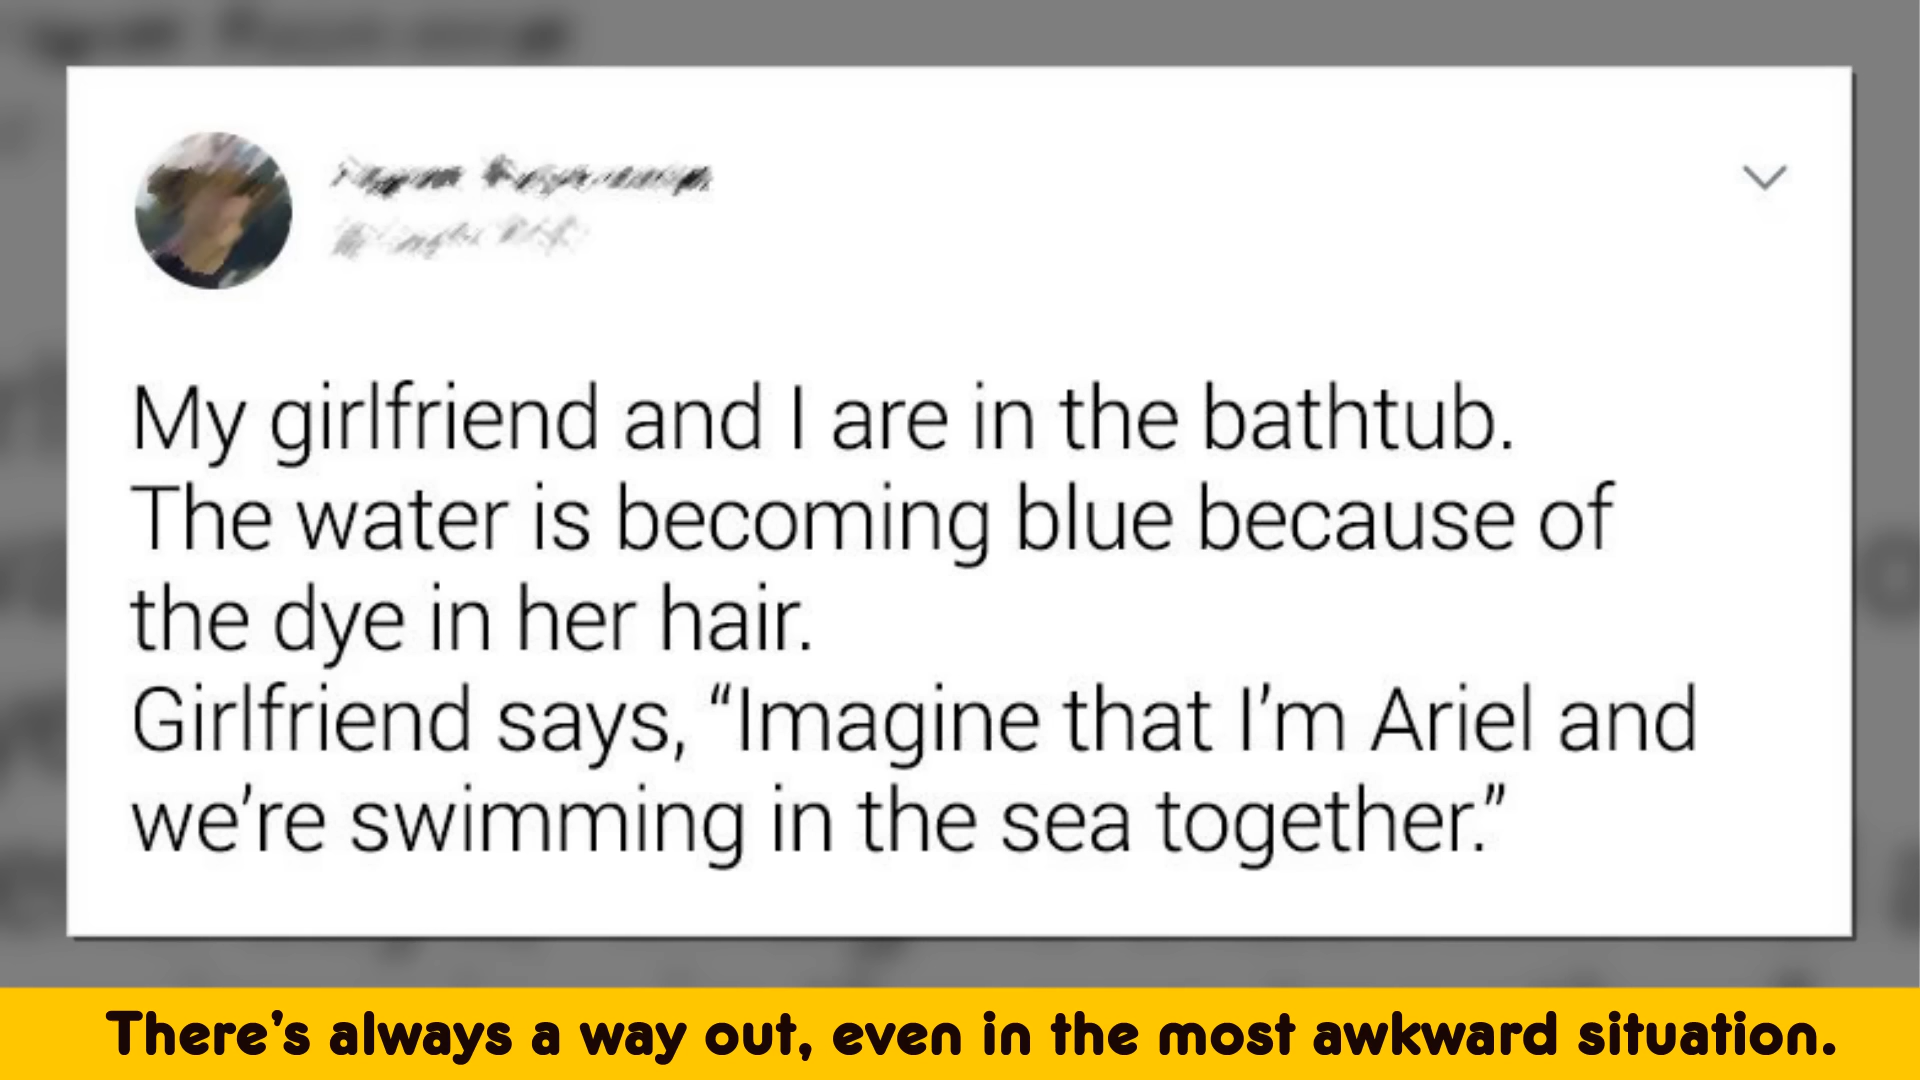 My girlfriend and I are in the bathtub.
The water is becoming blue because of
the dye in her hair.
Girlfriend says, “Imagine that I’m Ariel and
we’re swimming in the sea together.”
There’s always a way out, even in the most awkward situation.